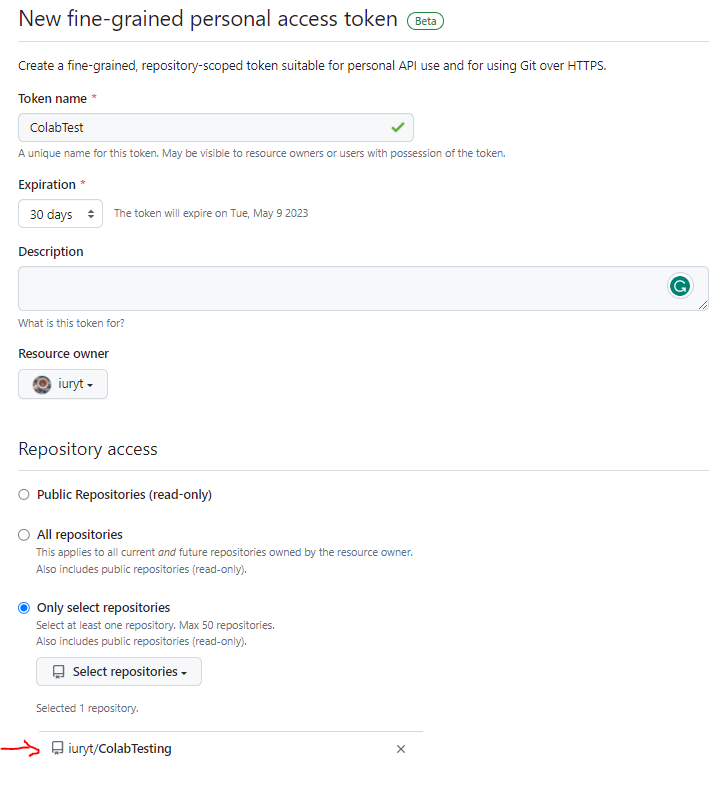 New fine-grained personal access token Beta
Create a fine-grained, repository-scoped token suitable for personal API use and for using Git over HTTPS.
Token name *
ColabTest
A unique name for this token. May be visible to resource owners or users with possession of the token.
Expiration *
30 days The token will expire on Tue, May 9 2023
Description
What is this token for?
Resource owner
iuryt
Repository access
Public Repositories (read-only)
All repositories
This applies to all current and future repositories owned by the resource owner.
Also includes public repositories (read-only).
Only select repositories
Select at least one repository. Max 50 repositories.
Also includes public repositories (read-only).
Select repositories
Selected 1 repository.
iuryt/ColabTesting